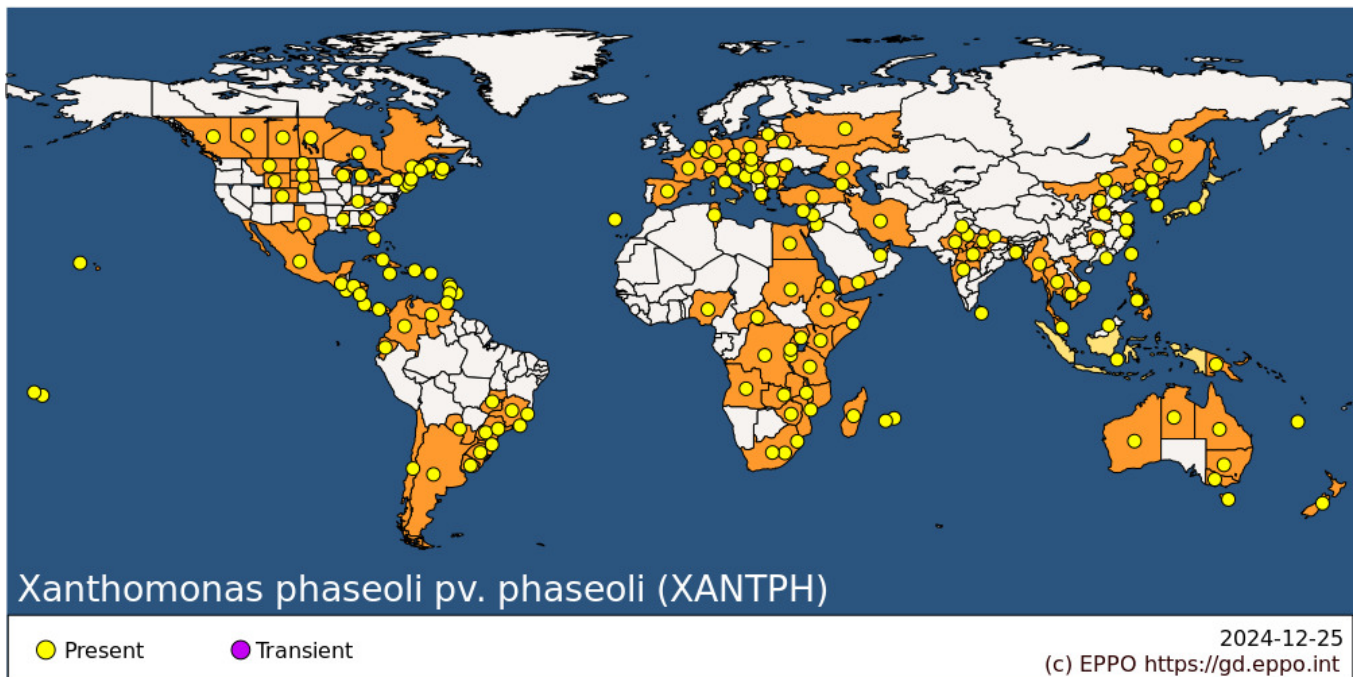 Xanthomonas phaseoli pv. phaseoli (XANTPH)
Present
Transient
2024-12-25
(c) EPPO https://gd.eppo.int